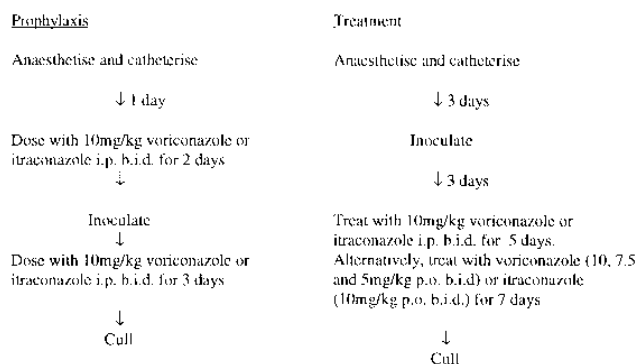 Prophylaxis
Anaesthetise and catheterise
↓ 1 day
Dose with 10mg/kg voriconazole or
itraconazole i.p. b.i.d. for 2 days
↓
Inoculate
↓
Dose with 10mg/kg voriconazole or
itraconazole i.p. b.i.d. for 3 days
↓
Cull
Treatment
Anaesthetise and catheterise
↓ 3 days
Inoculate
↓ 3 days
Treat with 10mg/kg voriconazole or
itraconazole i.p. b.i.d. for 5 days.
Alternatively, treat with voriconazole (10, 7.5
and 5mg/kg p.o. b.i.d) or itraconazole
(10mg/kg p.o. b.i.d.) for 7 days
↓
Cull